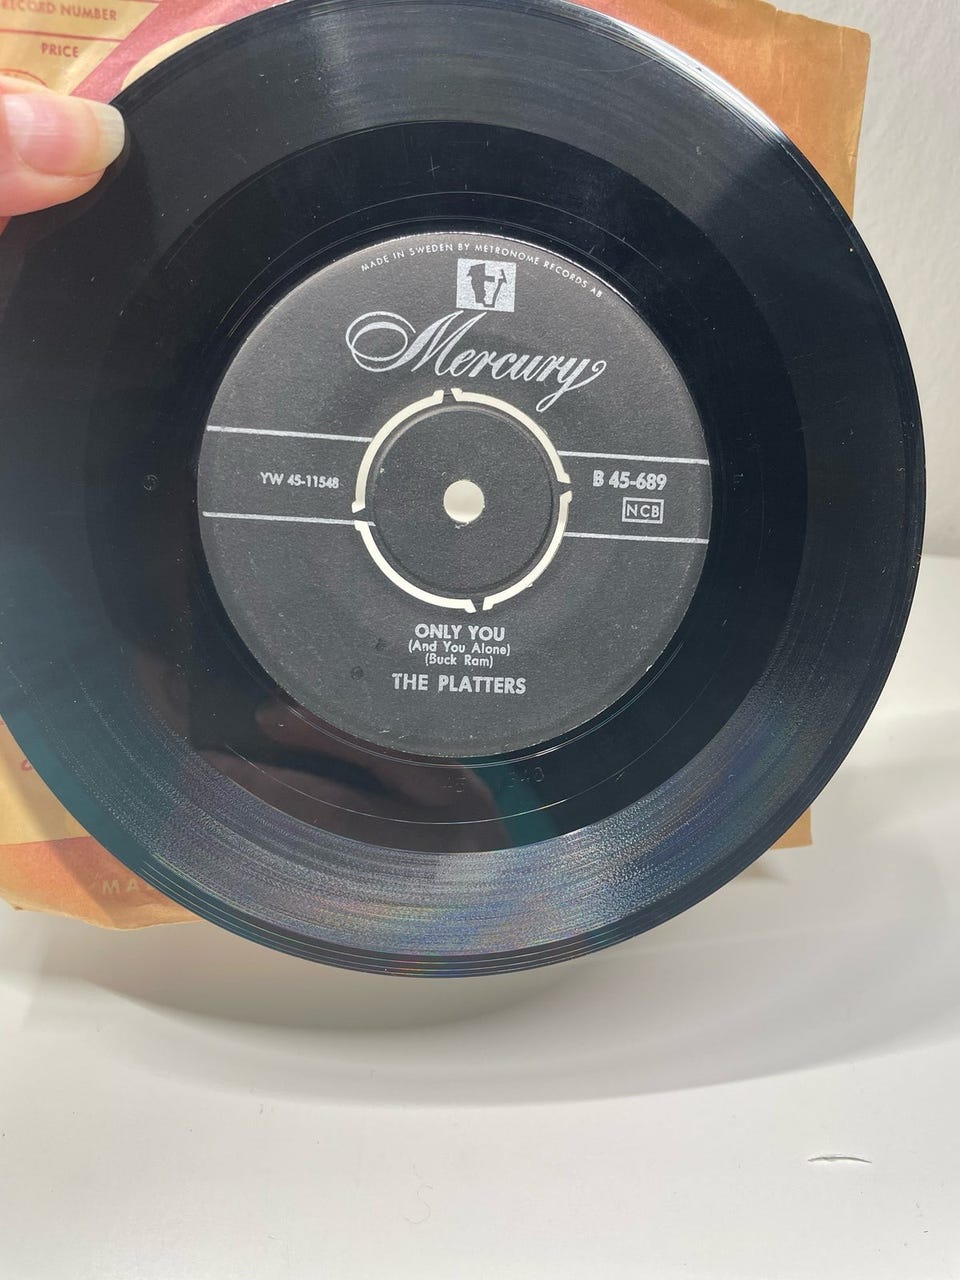 RECORD NUMBER
PRICE
MADE IN SWEDEN BY METRONOME RECORDS AB
Mercury
YW 45-11548
B 45-689
NCB
ONLY YOU
(And You Alone)
(Buck Ram)
THE PLATTERS